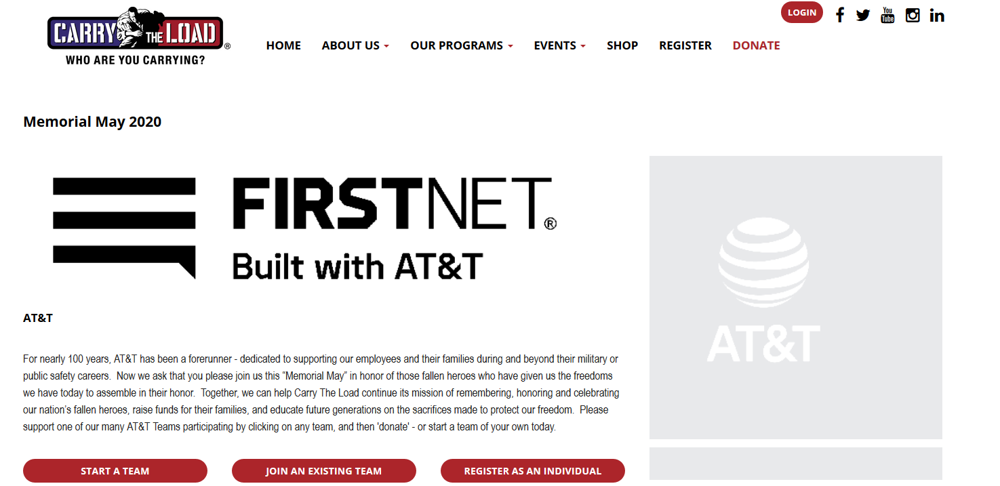 LOGIN
You
Tube
CARRY THE LOAD ®
WHO ARE YOU CARRYING?
HOME ABOUT US OUR PROGRAMS EVENTS SHOP REGISTER DONATE
Memorial May 2020
FIRSTNET®
Built with AT&T
AT&T
AT&T
For nearly 100 years, AT&T has been a forerunner - dedicated to supporting our employees and their families during and beyond their military or
public safety careers.  Now we ask that you please join us this “Memorial May” in honor of those fallen heroes who have given us the freedoms
we have today to assemble in their honor.  Together, we can help Carry The Load continue its mission of remembering, honoring and celebrating
our nation’s fallen heroes, raise funds for their families, and educate future generations on the sacrifices made to protect our freedom.  Please
support one of our many AT&T Teams participating by clicking on any team, and then 'donate' - or start a team of your own today.
START A TEAM JOIN AN EXISTING TEAM REGISTER AS AN INDIVIDUAL